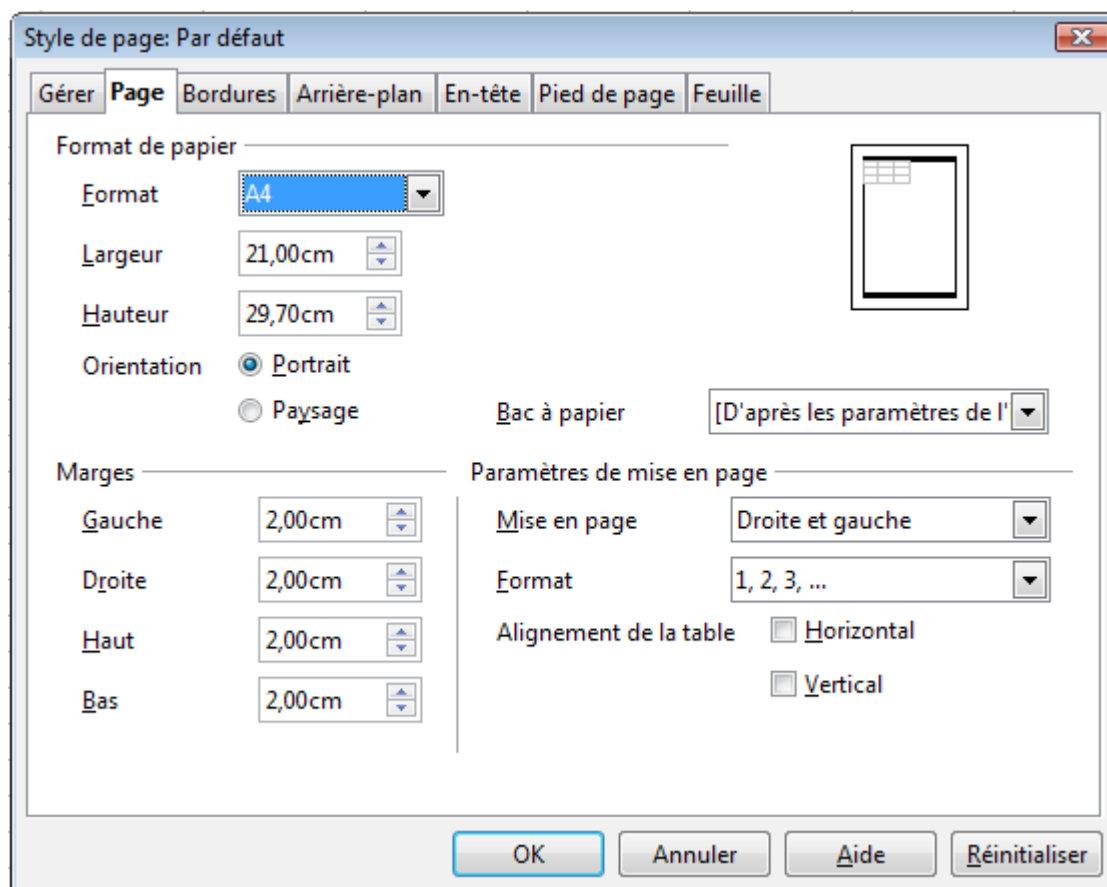 Style de page: Par défaut
Gérer Page Bordures Arrière-plan En-tête Pied de page Feuille
Format de papier
Format A4
Largeur 21,00cm
Hauteur 29,70cm
Orientation Portrait
Paysage Bac à papier [D'après les paramètres de l'
Marges Paramètres de mise en page
Gauche 2,00cm Mise en page Droite et gauche
Droite 2,00cm Format 1, 2, 3, ...
Haut 2,00cm Alignement de la table Horizontal
Bas 2,00cm Vertical
OK Annuler Aide Réinitialiser